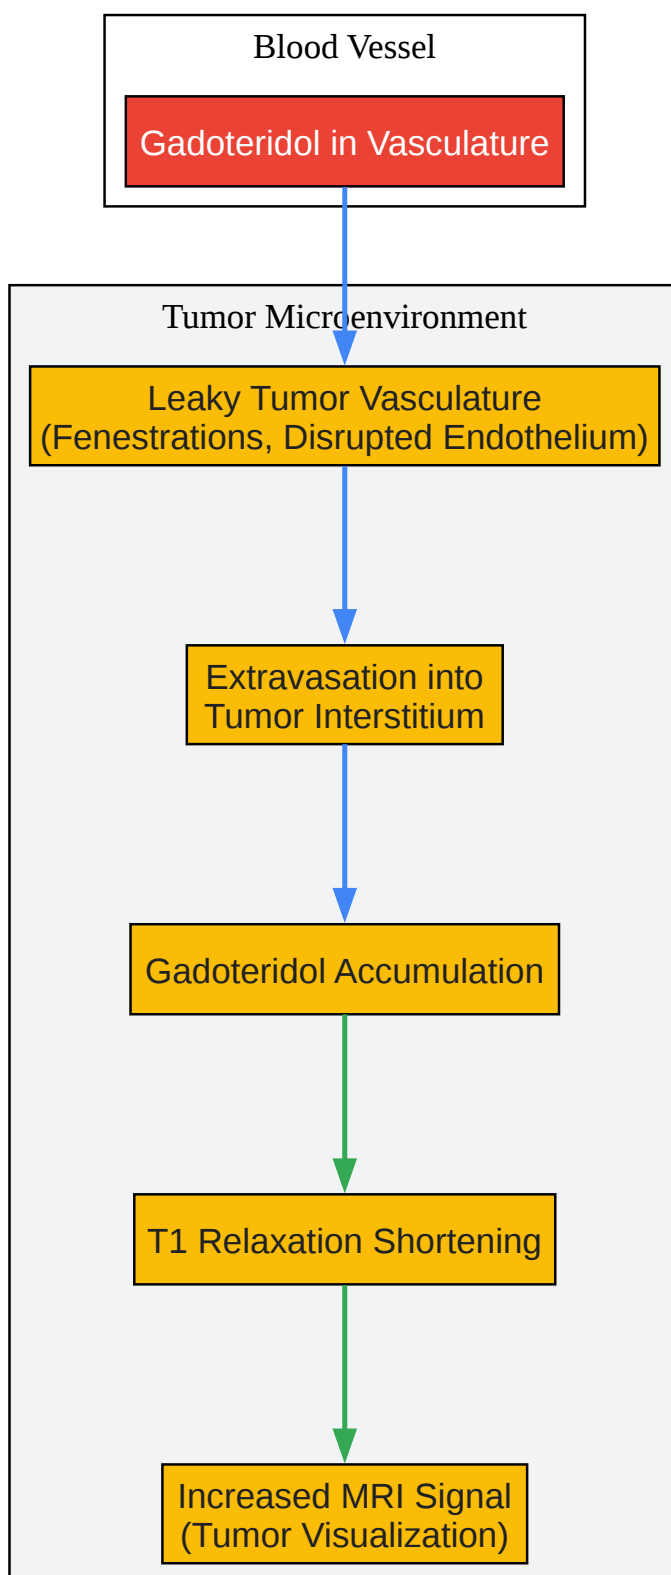 Blood Vessel
Gadoteridol in Vasculature
Tumor Microenvironment
Leaky Tumor Vasculature
(Fenestrations, Disrupted Endothelium)
Extravasation into
Tumor Interstitium
Gadoteridol Accumulation
T1 Relaxation Shortening
Increased MRI Signal
(Tumor Visualization)